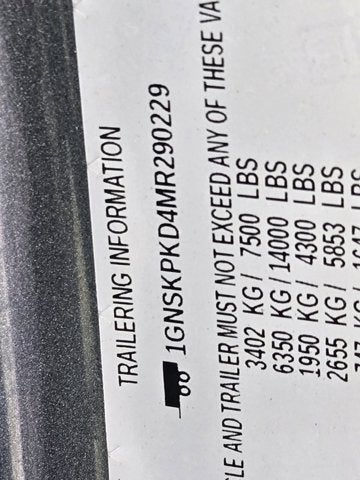 TRAILERING INFORMATION
1GNSKPKD4MR290229
CLE AND TRAILER MUST NOT EXCEED ANY OF THESE VA
3402 KG / 7500 LBS
6350 KG / 14000 LBS
1950 KG / 4300 LBS
2655 KG / 5853 LBS